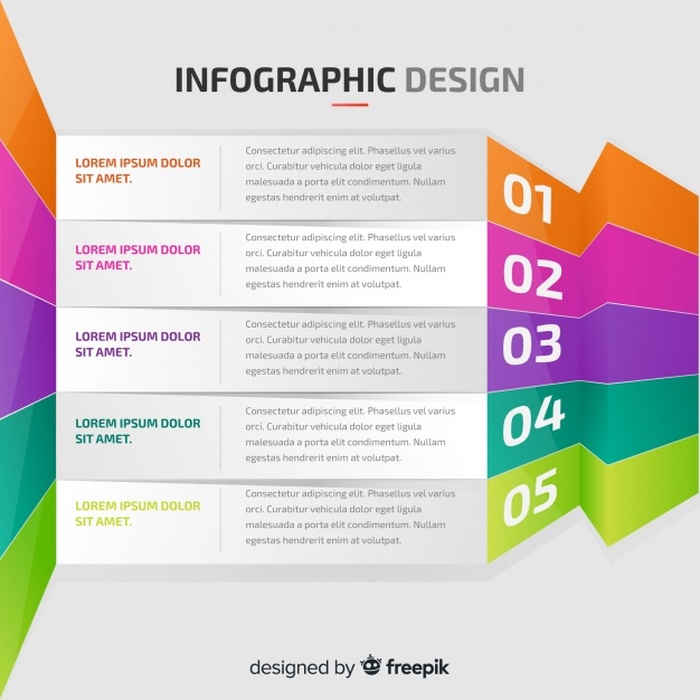 INFOGRAPHIC DESIGN
LOREM IPSUM DOLOR
SIT AMET.
Consectetur adipiscing elit. Phasellus vel varius
orci. Curabitur vehicula dolor eget ligula
malesuada a porta elit condimentum. Nullam
egestas hendrerit enim at volutpat.
01
LOREM IPSUM DOLOR
SIT AMET.
Consectetur adipiscing elit. Phasellus vel varius
orci. Curabitur vehicula dolor eget ligula
malesuada a porta elit condimentum. Nullam
egestas hendrerit enim at volutpat.
02
LOREM IPSUM DOLOR
SIT AMET.
Consectetur adipiscing elit. Phasellus vel varius
orci. Curabitur vehicula dolor eget ligula
malesuada a porta elit condimentum. Nullam
egestas hendrerit enim at volutpat.
03
LOREM IPSUM DOLOR
SIT AMET.
Consectetur adipiscing elit. Phasellus vel varius
orci. Curabitur vehicula dolor eget ligula
malesuada a porta elit condimentum. Nullam
egestas hendrerit enim at volutpat.
04
LOREM IPSUM DOLOR
SIT AMET.
Consectetur adipiscing elit. Phasellus vel varius
orci. Curabitur vehicula dolor eget ligula
malesuada a porta elit condimentum. Nullam
egestas hendrerit enim at volutpat.
05
designed by freepik